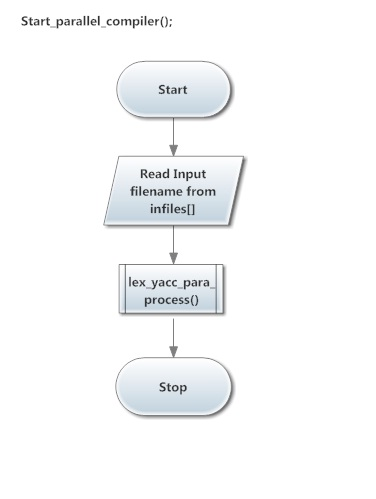 Start_parallel_compiler();
Start
Read Input
filename from
infiles[]
lex_yacc_para_
process()
Stop